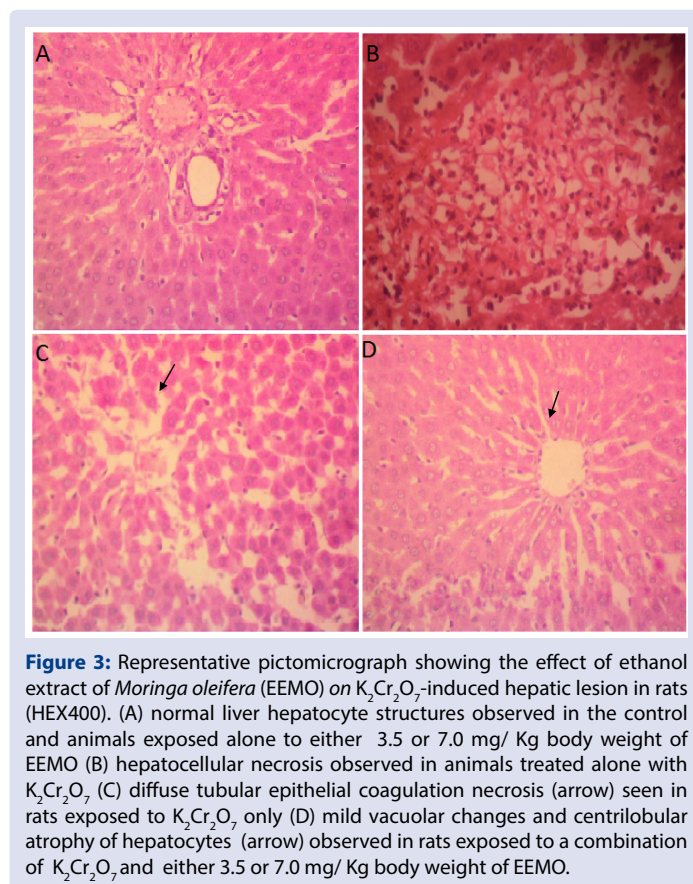 A
B
C
D
Figure 3: Representative pictomicrograph showing the effect of ethanol
extract of Moringa oleifera (EEMO) on K₂Cr₂O₇-induced hepatic lesion in rats
(HEX400). (A) normal liver hepatocyte structures observed in the control
and animals exposed alone to either 3.5 or 7.0 mg/ Kg body weight of
EEMO (B) hepatocellular necrosis observed in animals treated alone with
K₂Cr₂O₇ (C) diffuse tubular epithelial coagulation necrosis (arrow) seen in
rats exposed to K₂Cr₂O₇ only (D) mild vacuolar changes and centrilobular
atrophy of hepatocytes (arrow) observed in rats exposed to a combination
of K₂Cr₂O₇ and either 3.5 or 7.0 mg/ Kg body weight of EEMO.